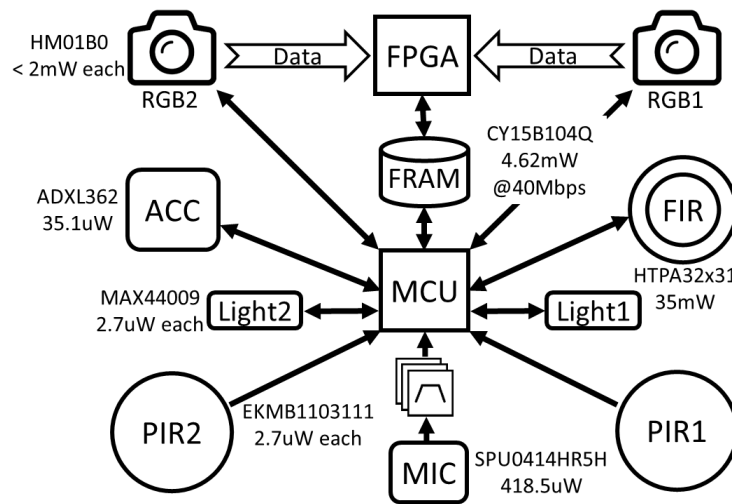 HM01B0
< 2mW each
RGB2
Data
FPGA
Data
RGB1
CY15B104Q
4.62mW
@40Mbps
FRAM
ADXL362
35.1uW
ACC
FIR
HTPA32x31
35mW
MAX44009
2.7uW each
Light2
MCU
Light1
PIR2
EKMB1103111
2.7uW each
MIC
SPU0414HR5H
418.5uW
PIR1